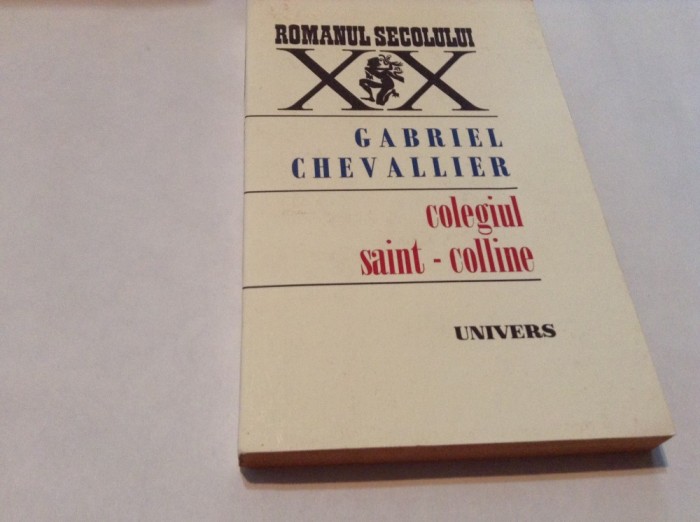 ROMANUL SECOLULUI
XX
GABRIEL
CHEVALLIER
colegiul
saint - colline
UNIVERS